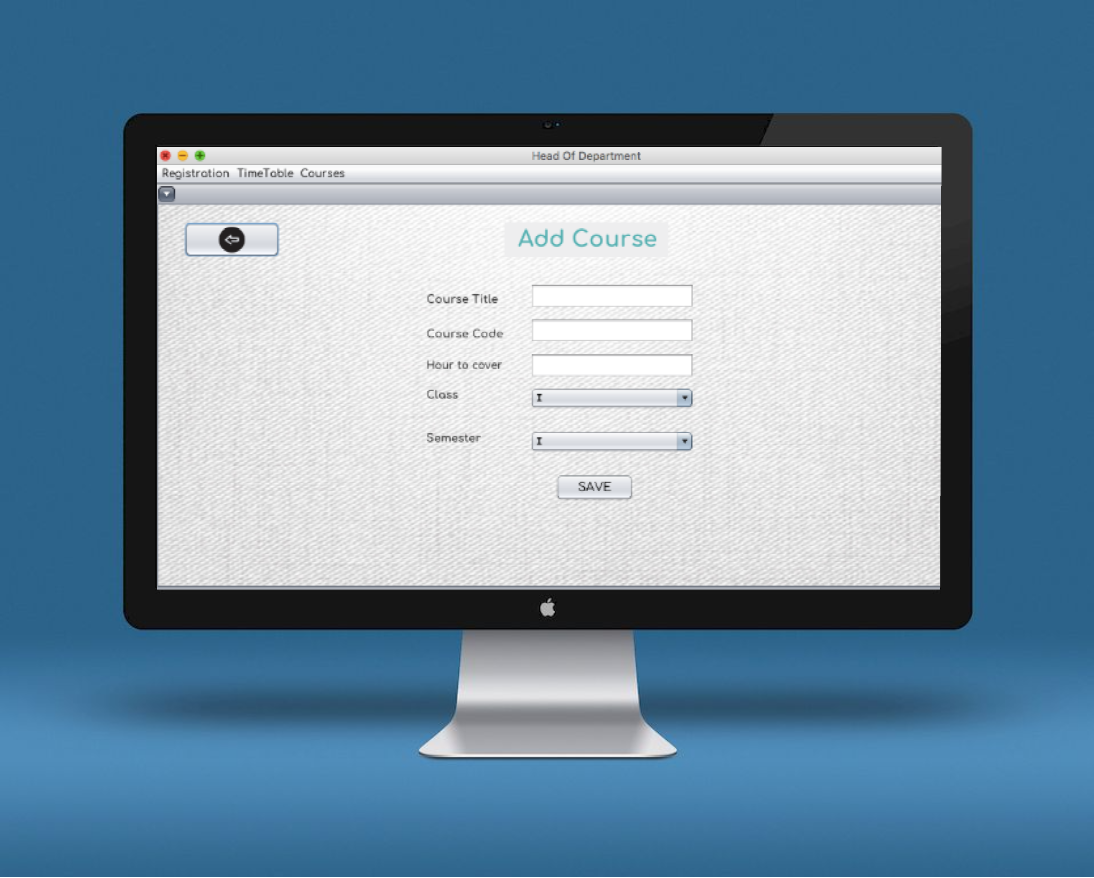 Head Of Department
Registration TimeTable Courses
Add Course
Course Title
Course Code
Hour to cover
Class I
Semester I
SAVE